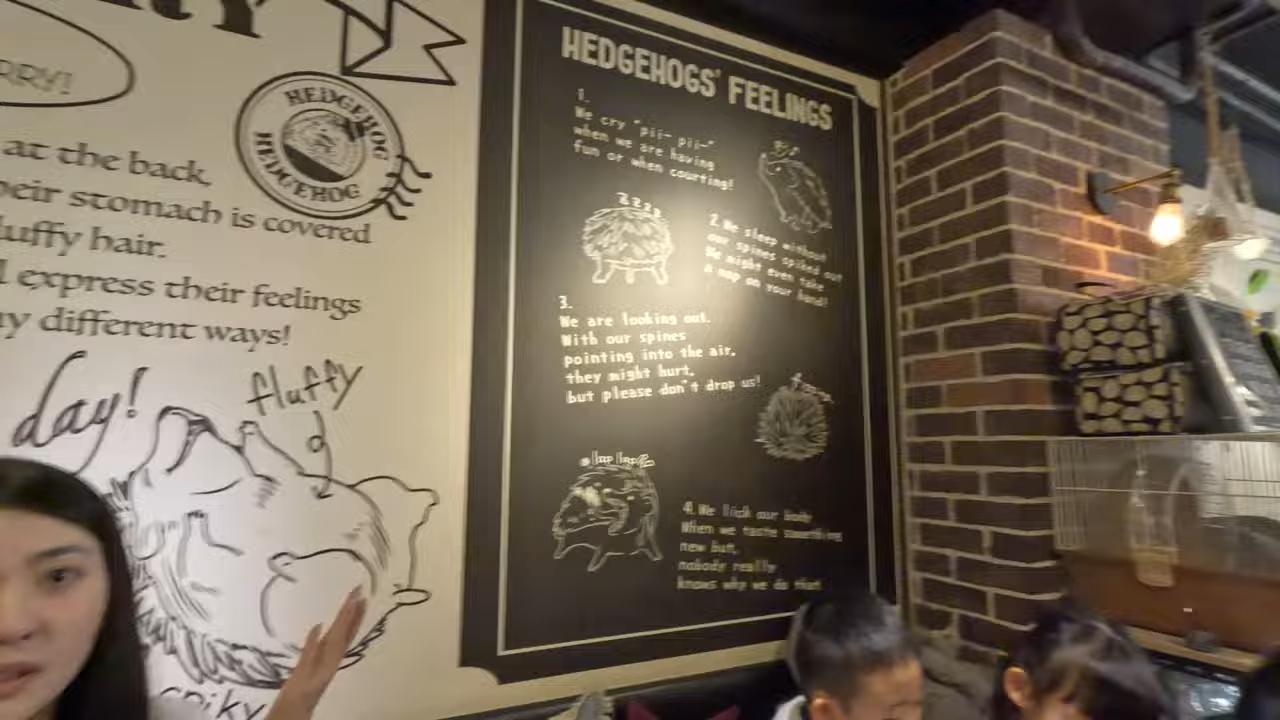 RRY!
HEDGEHOG
HEDGEHOG
at the back,
their stomach is covered
fluffy hair.
express their feelings
different ways!
day!
fluffy
spiky
HEDGEHOGS' FEELINGS
1.
We cry "pii- pii-"
when we are having
fun or when courting!
zzzz
2. We sleep without
our spines spiked out
We might even take
a nap on your hand!
3.
We are looking out.
With our spines
pointing into the air,
they might hurt,
but please don't drop us!
4. We lick our body
When we taste something
new but,
nobody really
knows why we do that